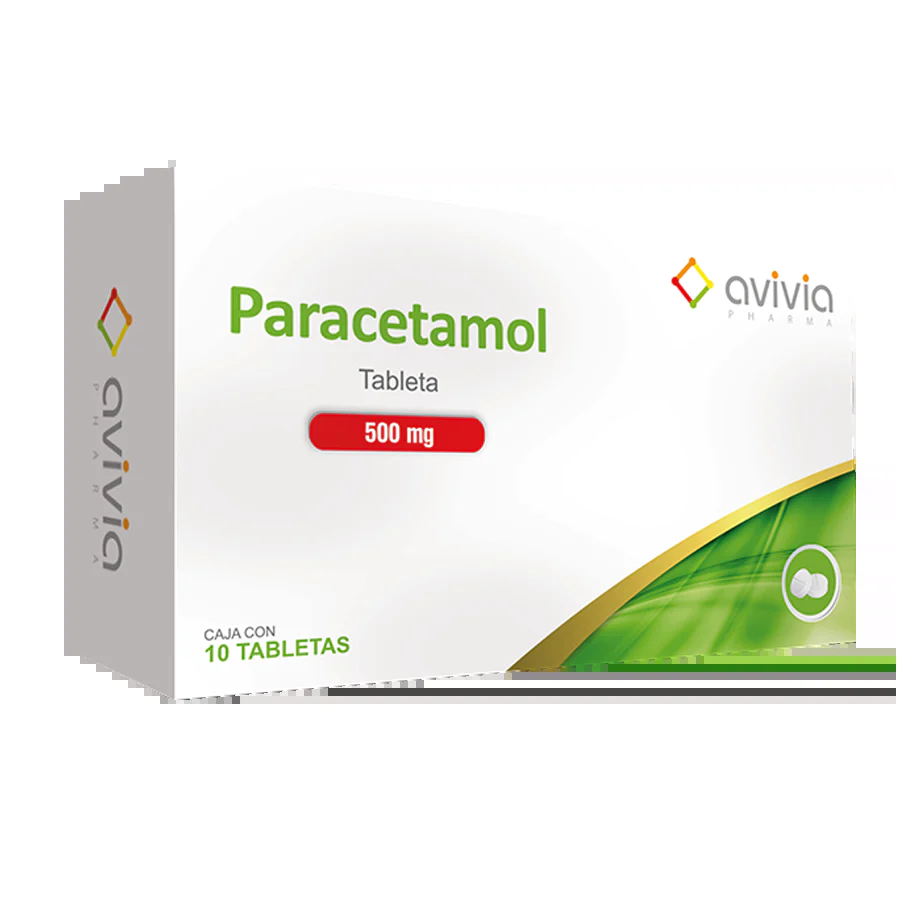 Paracetamol
Tableta
500 mg
avivia
PHARMA
CAJA CON
10 TABLETAS
avivia
PHARMA